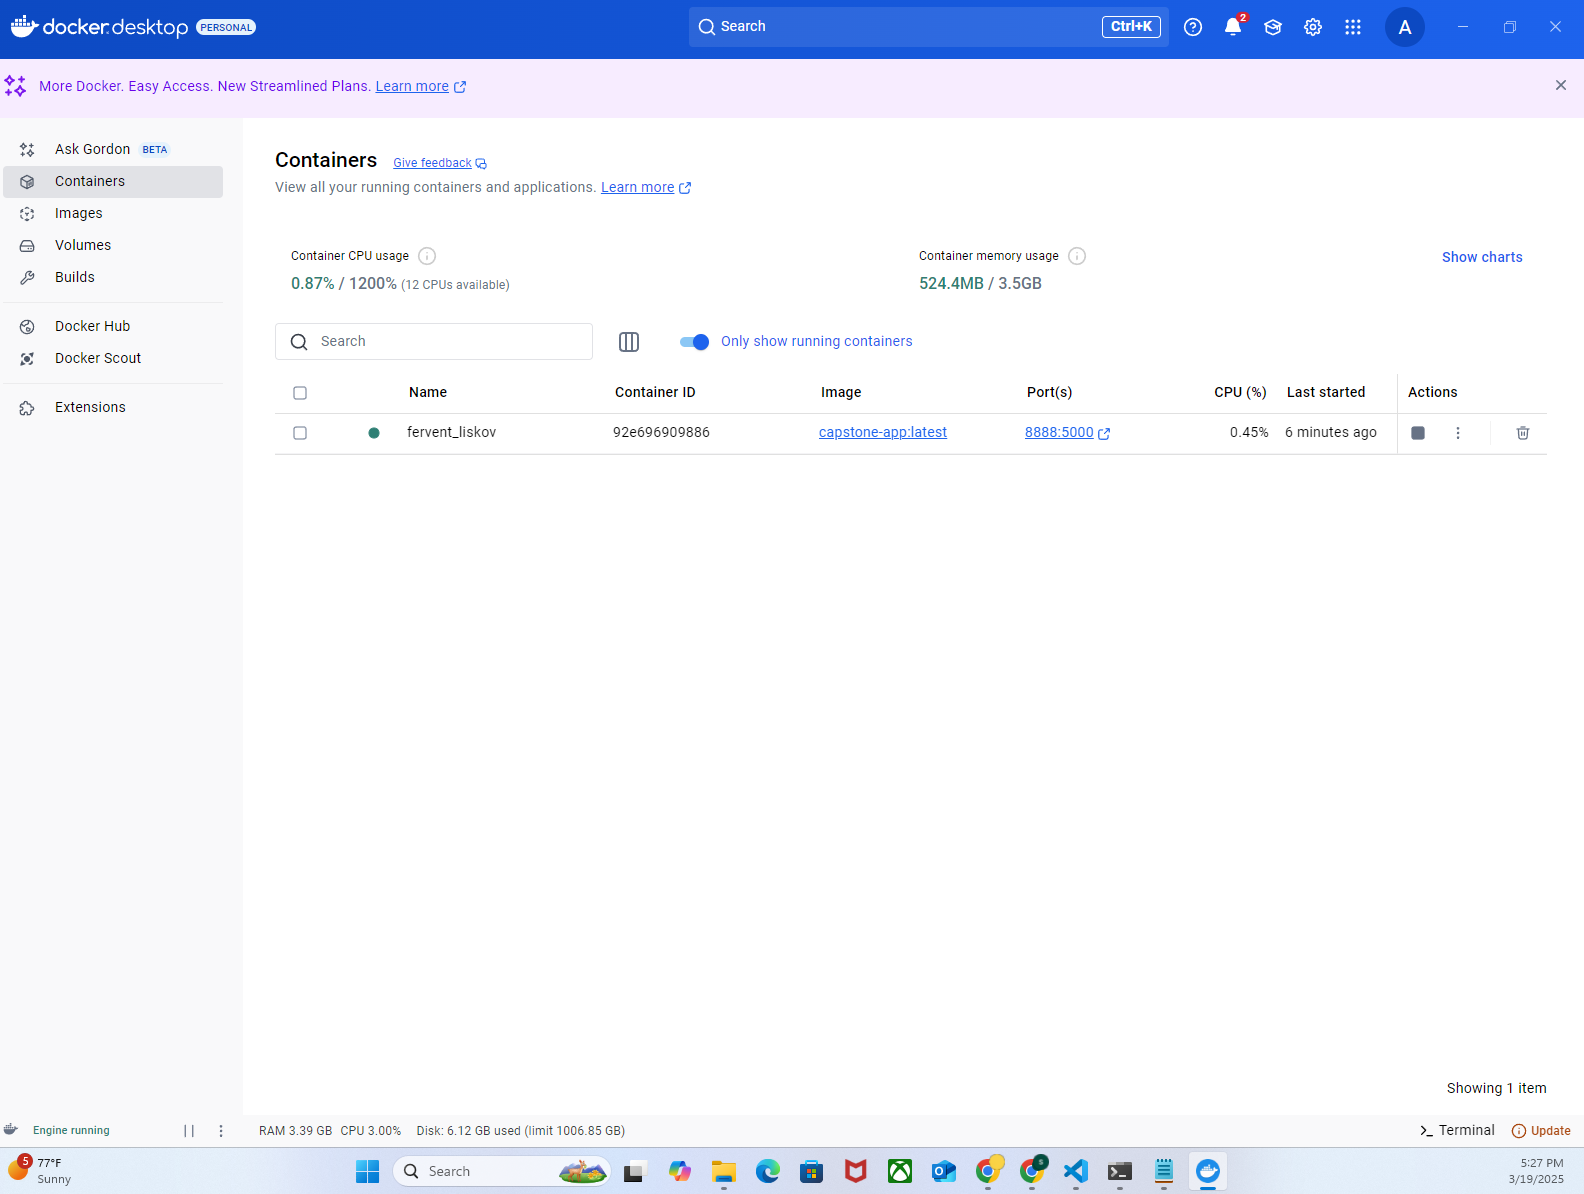 docker desktop PERSONAL
Search Ctrl+K
2
A
More Docker. Easy Access. New Streamlined Plans. Learn more
Ask Gordon BETA
Containers
Images
Volumes
Builds
Docker Hub
Docker Scout
Extensions
Containers Give feedback
View all your running containers and applications. Learn more
Container CPU usage
0.87% / 1200% (12 CPUs available)
Container memory usage
524.4MB / 3.5GB
Show charts
Search
Only show running containers
Name Container ID Image Port(s) CPU (%) Last started Actions
fervent_liskov 92e696909886 capstone-app:latest 8888:5000 0.45% 6 minutes ago
Showing 1 item
Engine running
RAM 3.39 GB CPU 3.00% Disk: 6.12 GB used (limit 1006.85 GB)
>_ Terminal Update
5
77°F
Sunny
Search
S
5:27 PM
3/19/2025